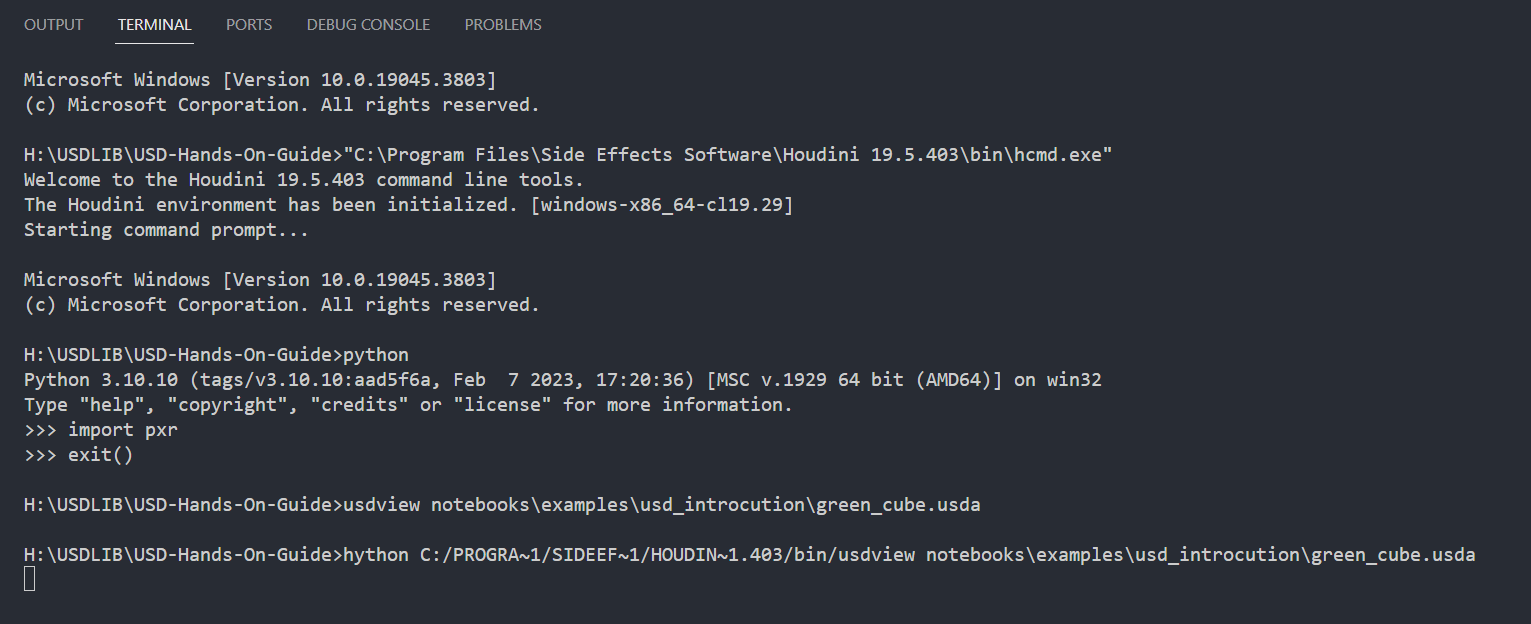 OUTPUT TERMINAL PORTS DEBUG CONSOLE PROBLEMS
Microsoft Windows [Version 10.0.19045.3803]
(c) Microsoft Corporation. All rights reserved.
H:\USDLIB\USD-Hands-On-Guide>"C:\Program Files\Side Effects Software\Houdini 19.5.403\bin\hcmd.exe"
Welcome to the Houdini 19.5.403 command line tools.
The Houdini environment has been initialized. [windows-x86_64-cl19.29]
Starting command prompt...
Microsoft Windows [Version 10.0.19045.3803]
(c) Microsoft Corporation. All rights reserved.
H:\USDLIB\USD-Hands-On-Guide>python
Python 3.10.10 (tags/v3.10.10:aad5f6a, Feb  7 2023, 17:20:36) [MSC v.1929 64 bit (AMD64)] on win32
Type "help", "copyright", "credits" or "license" for more information.
>>> import pxr
>>> exit()
H:\USDLIB\USD-Hands-On-Guide>usdview notebooks\examples\usd_introcution\green_cube.usda
H:\USDLIB\USD-Hands-On-Guide>hython C:/PROGRA~1/SIDEEF~1/HOUDIN~1.403/bin/usdview notebooks\examples\usd_introcution\green_cube.usda